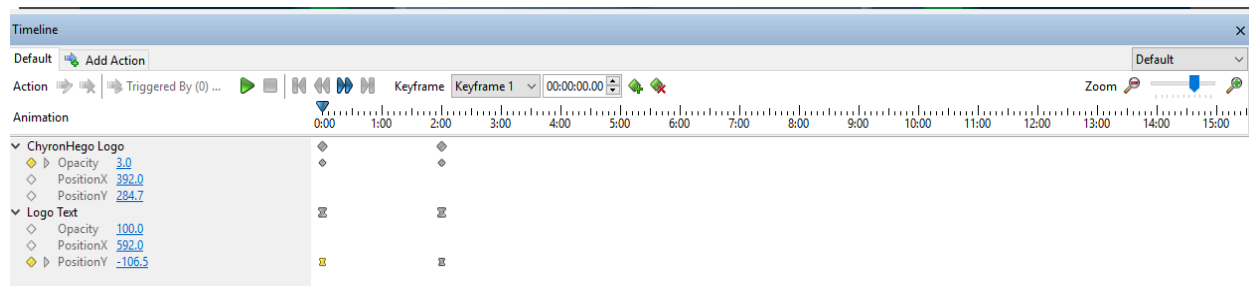 Timeline
Default Add Action Default
Action Triggered By (0) ... Keyframe Keyframe 1 00:00:00.00 Zoom
Animation 0:00 1:00 2:00 3:00 4:00 5:00 6:00 7:00 8:00 9:00 10:00 11:00 12:00 13:00 14:00 15:00
ChyronHego Logo
Opacity 3.0
PositionX 392.0
PositionY 284.7
Logo Text
Opacity 100.0
PositionX 592.0
PositionY -106.5